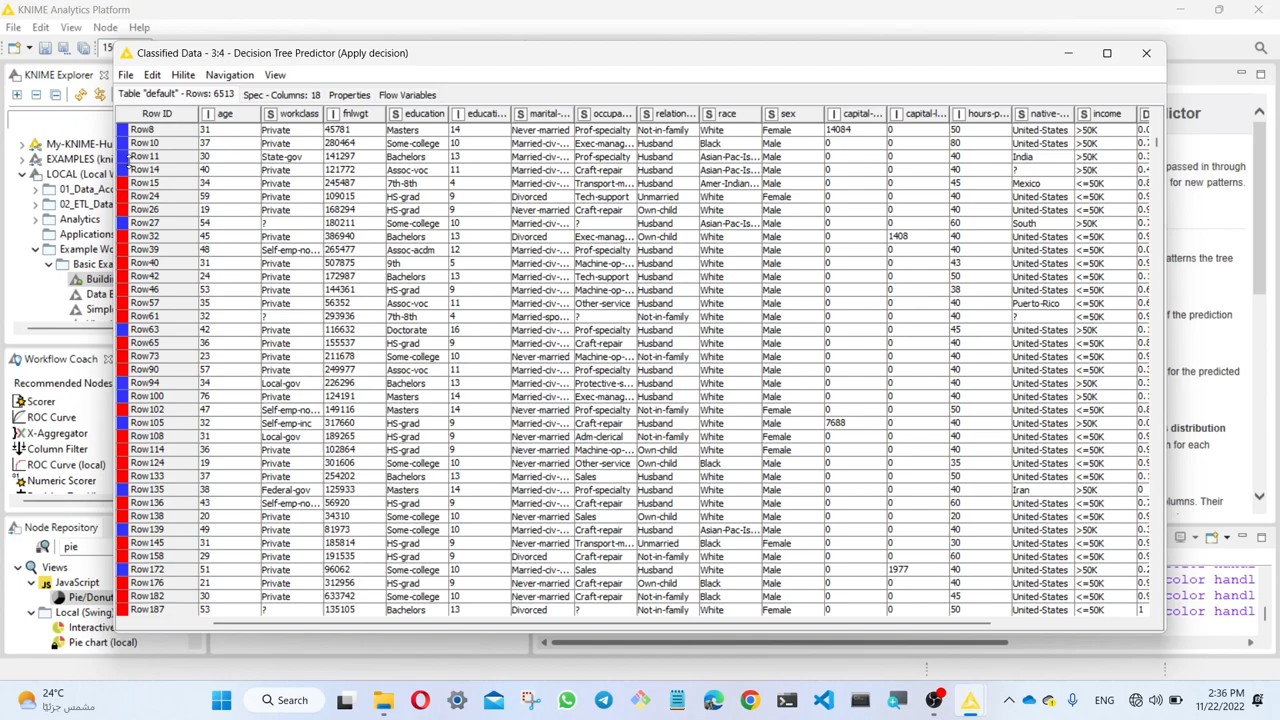 KNIME Analytics Platform
File Edit View Node Help
Classified Data - 3:4 - Decision Tree Predictor (Apply decision)
KNIME Explorer
File Edit Hilite Navigation View
Table "default" - Rows: 6513 Spec - Columns: 18 Properties Flow Variables
Row ID I age S workclass I fnlwgt S education I educati... S marital-... S occupa... S relation... S race S sex I capital-... I capital-l... I hours-p... S native-... S income D
Row8 31 Private 45781 Masters 14 Never-married Prof-specialty Not-in-family White Female 14084 0 50 United-States >50K
Row10 37 Private 280464 Some-college 10 Married-civ-... Exec-manag... Husband Black Male 0 0 80 United-States >50K
Row11 30 State-gov 141297 Bachelors 13 Married-civ-... Prof-specialty Husband Asian-Pac-Is... Male 0 0 40 India >50K
Row14 40 Private 121772 Assoc-voc 11 Married-civ-... Craft-repair Husband Asian-Pac-Is... Male 0 0 40 ? >50K
Row15 34 Private 245487 7th-8th 4 Married-civ-... Transport-m... Husband Amer-Indian... Male 0 0 45 Mexico <=50K
Row24 59 Private 109015 HS-grad 9 Divorced Tech-support Unmarried White Female 0 0 40 United-States <=50K
Row26 19 Private 168294 HS-grad 9 Never-married Craft-repair Own-child White Male 0 0 40 United-States <=50K
Row27 54 ? 180211 Some-college 10 Married-civ-... ? Husband Asian-Pac-Is... Male 0 0 60 South >50K
Row32 45 Private 386940 Bachelors 13 Divorced Exec-manag... Own-child White Male 0 1408 40 United-States <=50K
Row39 48 Self-emp-no... 265477 Assoc-acdm Married-civ-... Prof-specialty Husband White Male 0 0 40 United-States <=50K
Row40 31 Private 507875 9th 5 Married-civ-... Machine-op-... Husband White Male 0 0 43 United-States <=50K
Row42 24 Private 172987 Bachelors 13 Married-civ-... Tech-support Husband White Male 0 0 50 United-States <=50K
Row46 53 Private 144361 HS-grad 9 Married-civ-... Machine-op-... Husband White Male 0 0 38 United-States <=50K
Row57 35 Private 56352 Assoc-voc 11 Married-civ-... Other-service Husband White Male 0 0 40 Puerto-Rico <=50K
Row61 32 ? 293936 7th-8th 4 Married-spo... ? Not-in-family White Male 0 0 40 ? <=50K
Row63 42 Private 116632 Doctorate 16 Married-civ-... Prof-specialty Husband White Male 0 0 45 United-States >50K
Row65 36 Private 155537 HS-grad 9 Married-civ-... Craft-repair Husband White Male 0 0 40 United-States <=50K
Row73 23 Private 211678 Some-college 10 Never-married Machine-op-... Not-in-family White Male 0 0 40 United-States <=50K
Row90 57 Private 249977 Assoc-voc 11 Married-civ-... Prof-specialty Husband White Male 0 0 40 United-States <=50K
Row94 34 Local-gov 226296 Bachelors 13 Married-civ-... Protective-s... Husband White Male 0 0 40 United-States >50K
Row100 76 Private 124191 Masters 14 Married-civ-... Exec-manag... Husband White Male 0 0 40 United-States >50K
Row102 47 Self-emp-no... 149116 Masters 14 Never-married Prof-specialty Not-in-family White Female 0 0 50 United-States <=50K
Row105 32 Self-emp-inc 317660 HS-grad 9 Married-civ-... Craft-repair Husband White Male 7688 0 40 United-States >50K
Row108 31 Local-gov 189265 HS-grad 9 Never-married Adm-clerical Not-in-family White Female 0 0 40 United-States <=50K
Row114 36 Private 102864 HS-grad 9 Never-married Machine-op-... Own-child White Female 0 0 40 United-States <=50K
Row124 19 Private 301606 Some-college 10 Never-married Other-service Own-child Black Male 0 0 35 United-States <=50K
Row133 37 Private 254202 Bachelors 13 Married-civ-... Sales Husband White Male 0 0 50 United-States <=50K
Row135 38 Federal-gov 125933 Masters 14 Married-civ-... Prof-specialty Husband White Male 0 0 40 Iran >50K
Row136 43 Self-emp-no... 56920 HS-grad 9 Married-civ-... Craft-repair Husband White Male 0 0 60 United-States <=50K
Row138 20 Private 34310 Some-college 10 Never-married Sales Own-child White Male 0 0 20 United-States <=50K
Row139 49 Private 81973 Some-college 10 Married-civ-... Craft-repair Husband Asian-Pac-Is... Male 0 0 40 United-States >50K
Row145 31 Private 185814 HS-grad 9 Never-married Transport-m... Unmarried Black Female 0 0 30 United-States <=50K
Row158 29 Private 191535 HS-grad 9 Divorced Craft-repair Not-in-family White Male 0 0 60 United-States <=50K
Row172 51 Private 96062 Some-college 10 Married-civ-... Sales Husband White Male 0 1977 40 United-States >50K
Row176 21 Private 312956 HS-grad 9 Never-married Craft-repair Own-child Black Male 0 0 40 United-States <=50K
Row182 30 Private 633742 Some-college 10 Never-married Craft-repair Not-in-family Black Male 0 0 45 United-States <=50K
Row187 53 ? 135105 Bachelors 13 Divorced ? Not-in-family White Female 0 0 50 United-States <=50K 1
My-KNIME-Hu
EXAMPLES (kni
LOCAL (Local W
01_Data_Acc
02_ETL_Data
Analytics
Applications
Example Wo
Basic Exa
Buildi
Data E
Simpl
Workflow Coach
Recommended Nodes
Scorer
ROC Curve
X-Aggregator
Column Filter
ROC Curve (local)
Numeric Scorer
Node Repository
pie
Views
JavaScript
Pie/Donut
Local (Swing
Interactive
Pie chart (local)
dictor
passed in through
for new patterns.
atterns the tree
of the prediction
for the predicted
s distribution
on for each
olumns. Their
color handl
color handl
color handl
24°C
مشمس جزئيًا
Search
ENG
2:36 PM
11/22/2022